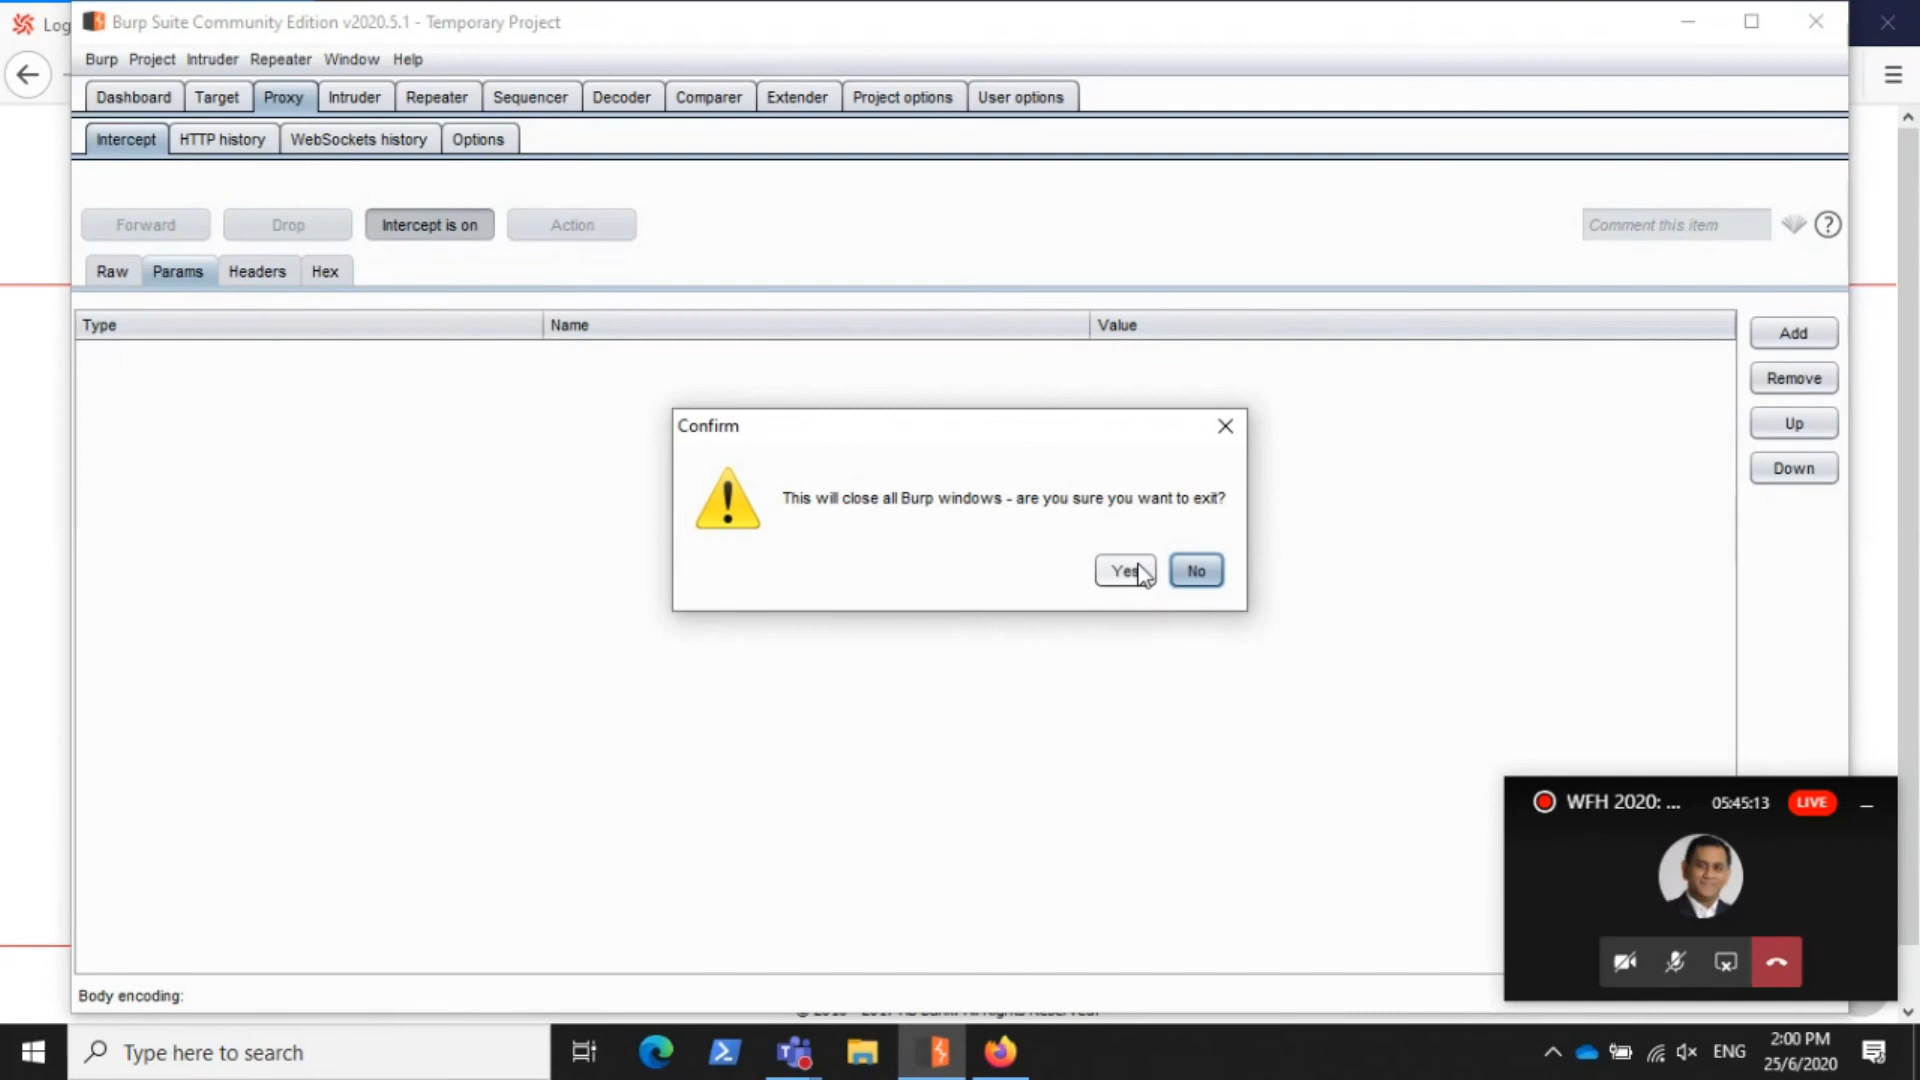 Log
Burp Suite Community Edition v2020.5.1 - Temporary Project
Burp Project Intruder Repeater Window Help
Dashboard Target Proxy Intruder Repeater Sequencer Decoder Comparer Extender Project options User options
Intercept HTTP history WebSockets history Options
Forward Drop Intercept is on Action Comment this item ?
Raw Params Headers Hex
Type Name Value
Add
Remove
Up
Down
Confirm
This will close all Burp windows - are you sure you want to exit?
Yes No
WFH 2020: ... 05:45:13 LIVE
Body encoding:
Type here to search
ENG
2:00 PM
25/6/2020